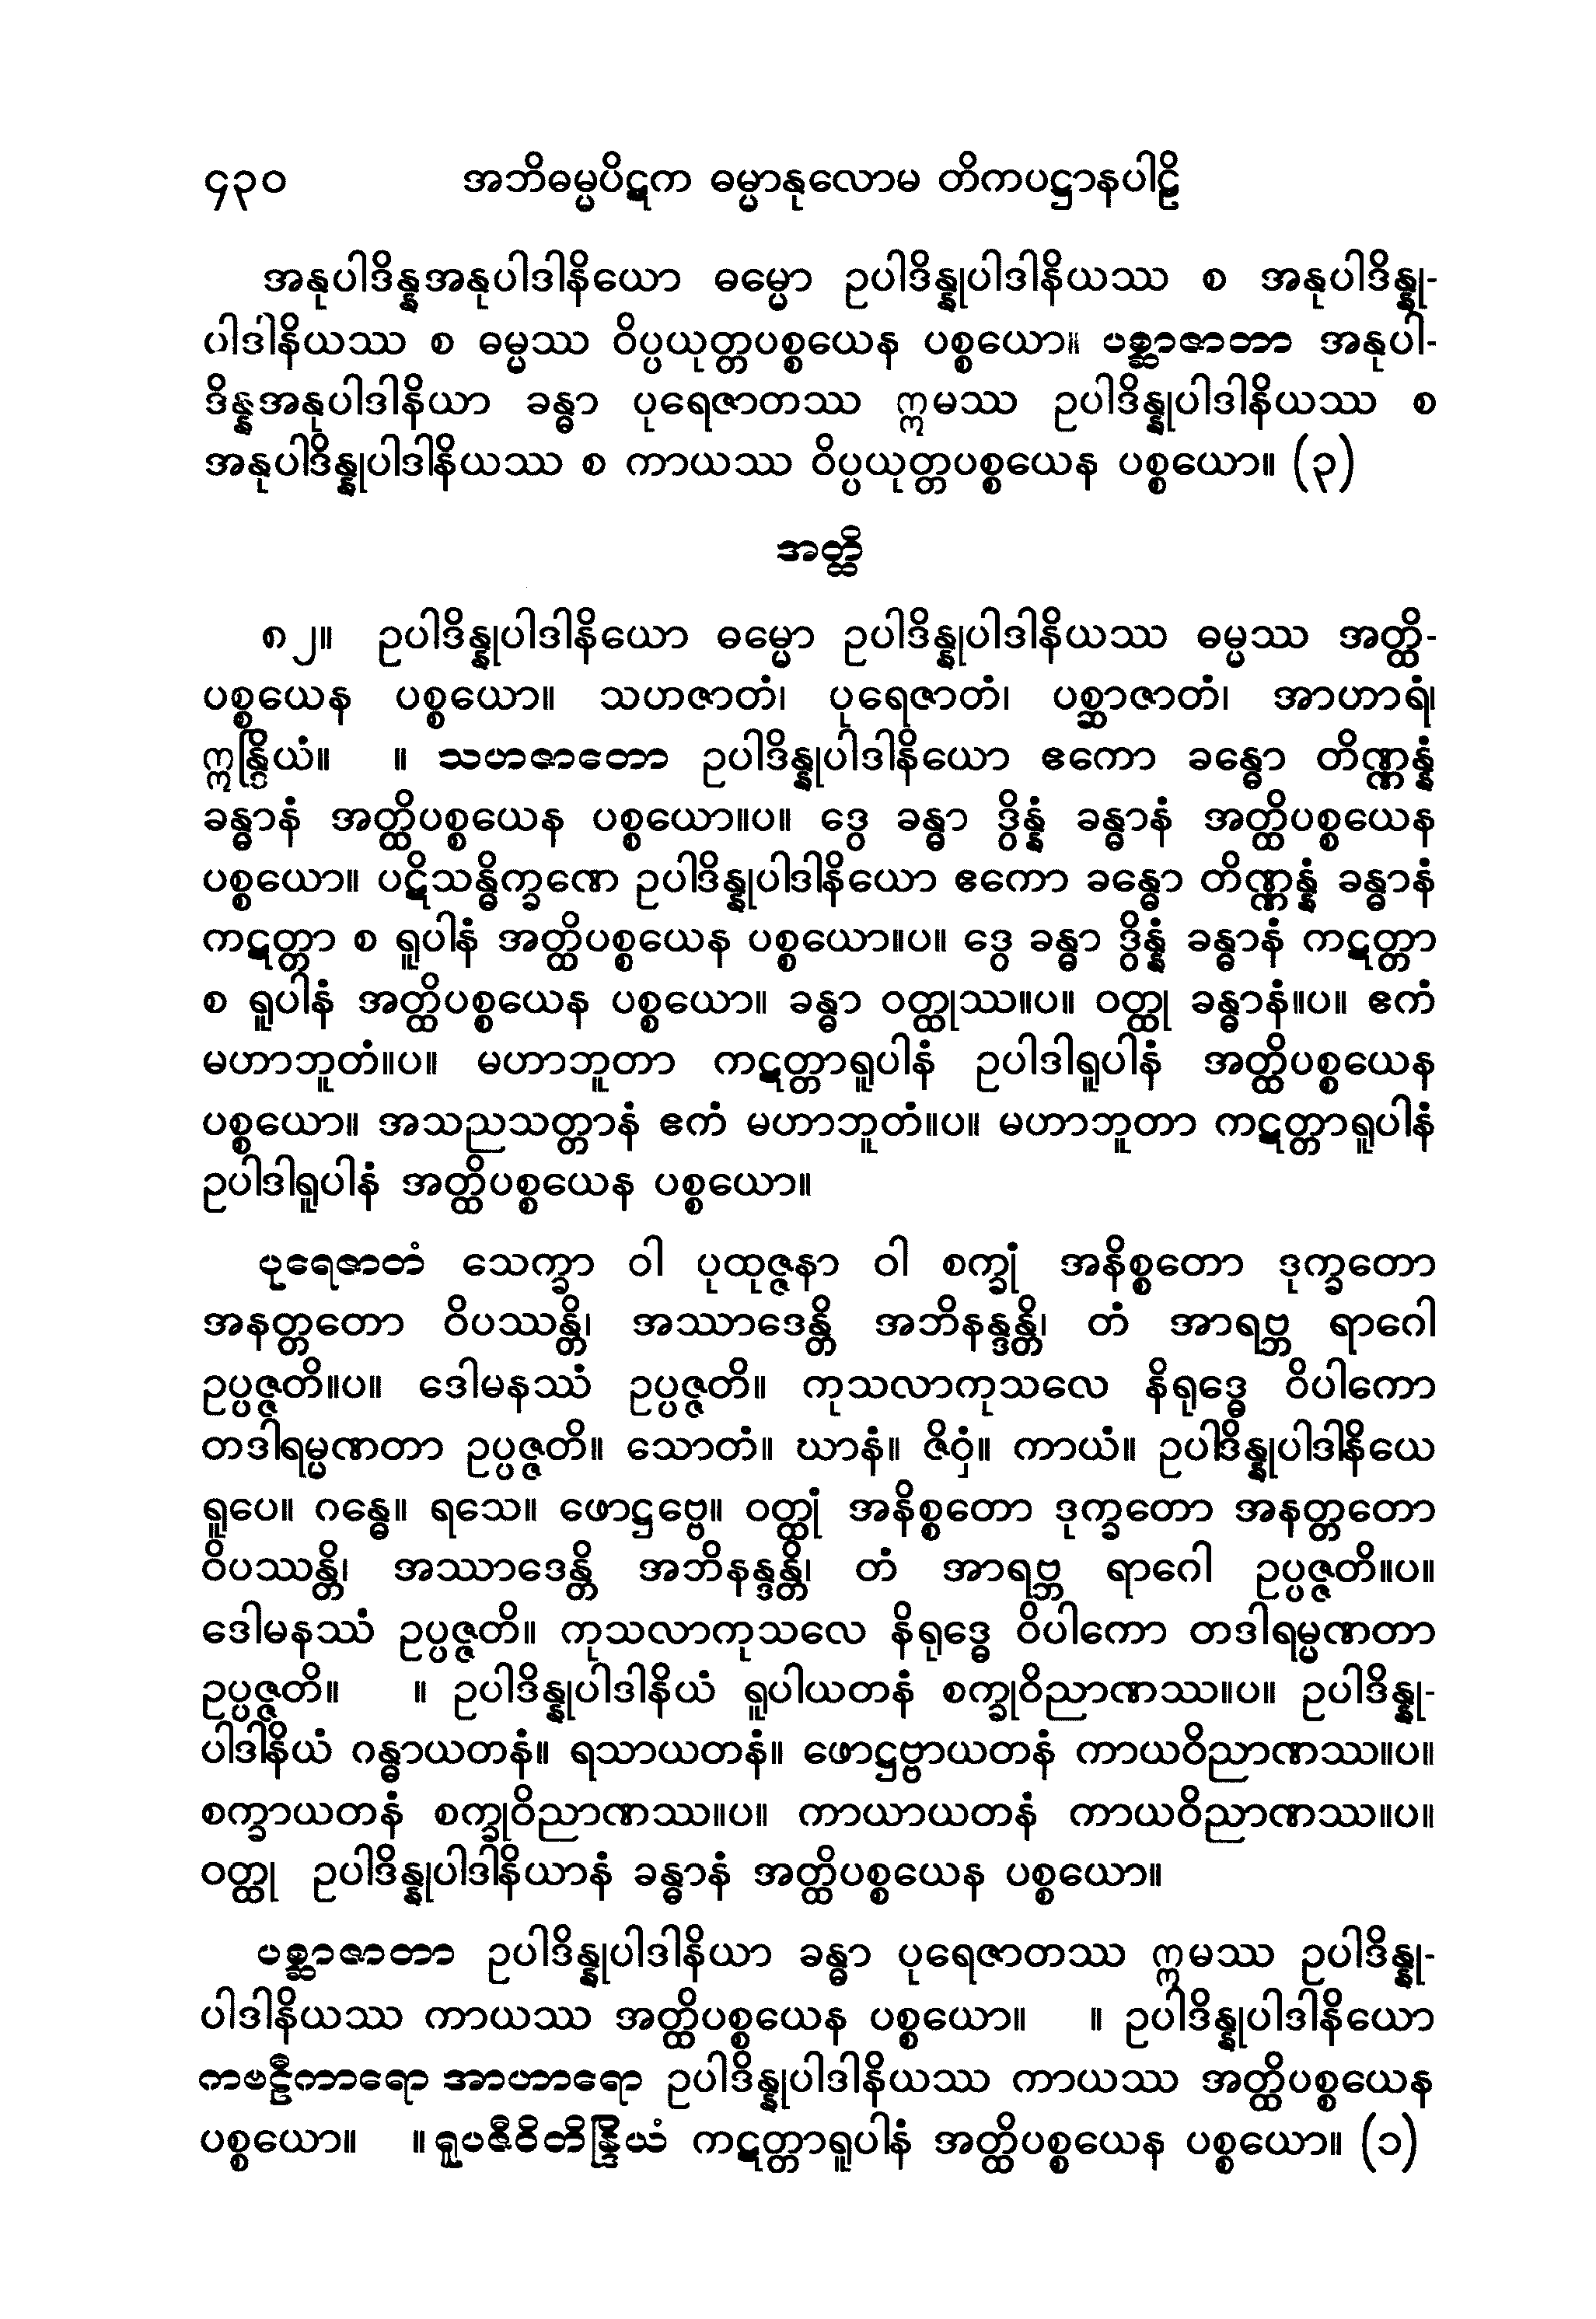 ၄၃၀ အဘိဓမ္မပိဋက ဓမ္မာနုလောမ တိကပဋ္ဌာနပါဠိ
အနုပါဒိန္နအနုပါဒါနိယော ဓမ္မော ဥပါဒိန္နုပါဒါနိယဿ စ အနုပါဒိန္နု-
ပါဒါနိယဿ စ ဓမ္မဿ ဝိပ္ပယုတ္တပစ္စယေန ပစ္စယော။ ပစ္ဆာဇာတာ အနုပါ-
ဒိန္နအနုပါဒါနိယာ ခန္ဓာ ပုရေဇာတဿ ဣမဿ ဥပါဒိန္နုပါဒါနိယဿ စ
အနုပါဒိန္နုပါဒါနိယဿ စ ကာယဿ ဝိပ္ပယုတ္တပစ္စယေန ပစ္စယော။ (၃)
အတ္ထိ
၈၂။ ဥပါဒိန္နုပါဒါနိယော ဓမ္မော ဥပါဒိန္နုပါဒါနိယဿ ဓမ္မဿ အတ္ထိ-
ပစ္စယေန ပစ္စယော။ သဟဇာတံ၊ ပုရေဇာတံ၊ ပစ္ဆာဇာတံ၊ အာဟာရံ၊
ဣန္ဒြိယံ။ ။ သဟဇာတော ဥပါဒိန္နုပါဒါနိယော ဧကော ခန္ဓော တိဏ္ဏန္နံ
ခန္ဓာနံ အတ္ထိပစ္စယေန ပစ္စယော။ပ။ ဒွေ ခန္ဓာ ဒွိန္နံ ခန္ဓာနံ အတ္ထိပစ္စယေန
ပစ္စယော။ ပဋိသန္ဓိက္ခဏေ ဥပါဒိန္နုပါဒါနိယော ဧကော ခန္ဓော တိဏ္ဏန္နံ ခန္ဓာနံ
ကဋတ္တာ စ ရူပါနံ အတ္ထိပစ္စယေန ပစ္စယော။ပ။ ဒွေ ခန္ဓာ ဒွိန္နံ ခန္ဓာနံ ကဋတ္တာ
စ ရူပါနံ အတ္ထိပစ္စယေန ပစ္စယော။ ခန္ဓာ ဝတ္ထုဿ။ပ။ ဝတ္ထု ခန္ဓာနံ။ပ။ ဧကံ
မဟာဘူတံ။ပ။ မဟာဘူတာ ကဋတ္တာရူပါနံ ဥပါဒါရူပါနံ အတ္ထိပစ္စယေန
ပစ္စယော။ အသညသတ္တာနံ ဧကံ မဟာဘူတံ။ပ။ မဟာဘူတာ ကဋတ္တာရူပါနံ
ဥပါဒါရူပါနံ အတ္ထိပစ္စယေန ပစ္စယော။
ပုရေဇာတံ သေက္ခာ ဝါ ပုထုဇ္ဇနာ ဝါ စက္ခုံ အနိစ္စတော ဒုက္ခတော
အနတ္တတော ဝိပဿန္တိ၊ အဿာဒေန္တိ အဘိနန္ဒန္တိ၊ တံ အာရဗ္ဘ ရာဂေါ
ဥပ္ပဇ္ဇတိ။ပ။ ဒေါမနဿံ ဥပ္ပဇ္ဇတိ။ ကုသလာကုသလေ နိရုဒ္ဓေ ဝိပါကော
တဒါရမ္မဏတာ ဥပ္ပဇ္ဇတိ။ သောတံ။ ဃာနံ။ ဇိဝှံ။ ကာယံ။ ဥပါဒိန္နုပါဒါနိယေ
ရူပေ။ ဂန္ဓေ။ ရသေ။ ဖောဋ္ဌဗ္ဗေ။ ဝတ္ထုံ အနိစ္စတော ဒုက္ခတော အနတ္တတော
ဝိပဿန္တိ၊ အဿာဒေန္တိ အဘိနန္ဒန္တိ၊ တံ အာရဗ္ဘ ရာဂေါ ဥပ္ပဇ္ဇတိ။ပ။
ဒေါမနဿံ ဥပ္ပဇ္ဇတိ။ ကုသလာကုသလေ နိရုဒ္ဓေ ဝိပါကော တဒါရမ္မဏတာ
ဥပ္ပဇ္ဇတိ။ ။ ဥပါဒိန္နုပါဒါနိယံ ရူပါယတနံ စက္ခုဝိညာဏဿ။ပ။ ဥပါဒိန္နု-
ပါဒါနိယံ ဂန္ဓာယတနံ။ ရသာယတနံ။ ဖောဋ္ဌဗ္ဗာယတနံ ကာယဝိညာဏဿ။ပ။
စက္ခာယတနံ စက္ခုဝိညာဏဿ။ပ။ ကာယာယတနံ ကာယဝိညာဏဿ။ပ။
ဝတ္ထု ဥပါဒိန္နုပါဒါနိယာနံ ခန္ဓာနံ အတ္ထိပစ္စယေန ပစ္စယော။
ပစ္ဆာဇာတာ ဥပါဒိန္နုပါဒါနိယာ ခန္ဓာ ပုရေဇာတဿ ဣမဿ ဥပါဒိန္နု-
ပါဒါနိယဿ ကာယဿ အတ္ထိပစ္စယေန ပစ္စယော။ ။ ဥပါဒိန္နုပါဒါနိယော
ကဗဠီကာရော အာဟာရော ဥပါဒိန္နုပါဒါနိယဿ ကာယဿ အတ္ထိပစ္စယေန
ပစ္စယော။ ။ ရူပဇီဝိတိန္ဒြိယံ ကဋတ္တာရူပါနံ အတ္ထိပစ္စယေန ပစ္စယော။ (၁)